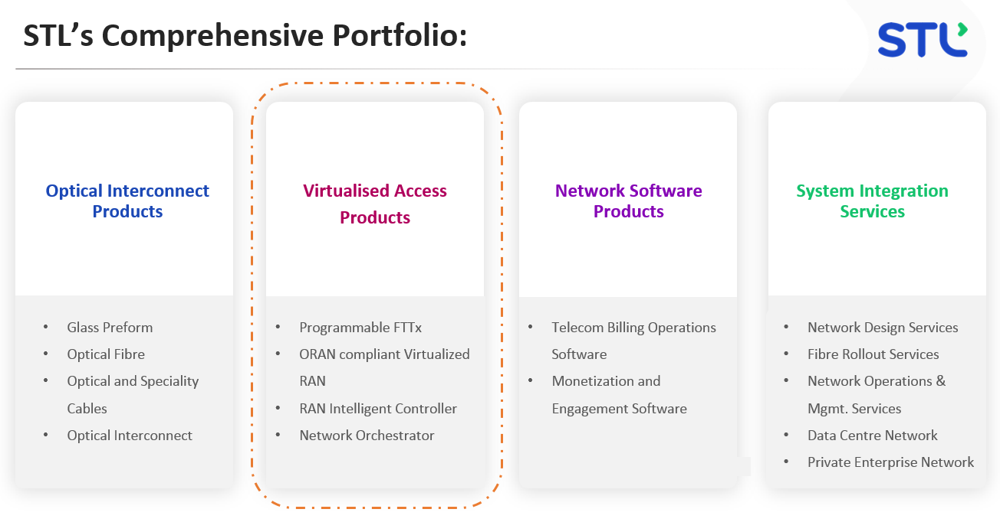 STL's Comprehensive Portfolio:
STL
Optical Interconnect
Products
• Glass Preform
• Optical Fibre
• Optical and Speciality
Cables
• Optical Interconnect
Virtualised Access
Products
• Programmable FTTx
• ORAN compliant Virtualized
RAN
• RAN Intelligent Controller
• Network Orchestrator
Network Software
Products
• Telecom Billing Operations
Software
• Monetization and
Engagement Software
System Integration
Services
• Network Design Services
• Fibre Rollout Services
• Network Operations &
Mgmt. Services
• Data Centre Network
• Private Enterprise Network